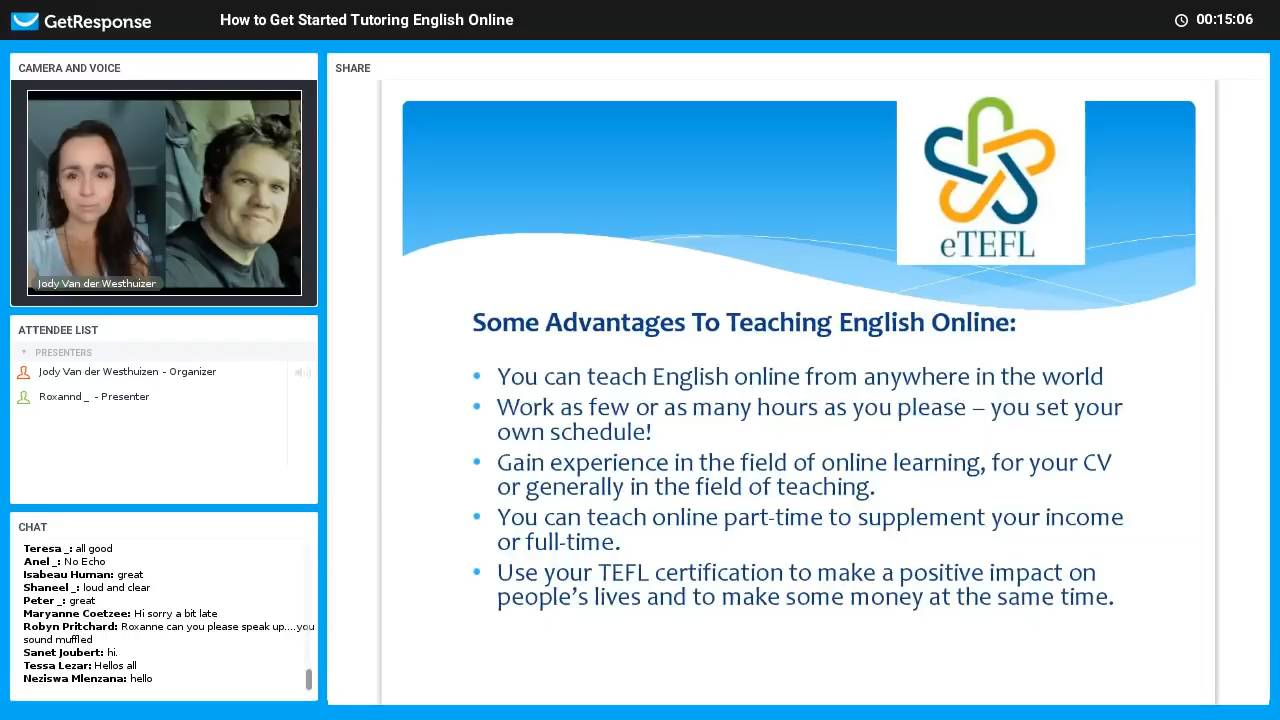 GetResponse
How to Get Started Tutoring English Online
00:15:06
CAMERA AND VOICE
Jody Van der Westhuizer
ATTENDEE LIST
PRESENTERS
Jody Van der Westhuizen - Organizer
Roxannd _ - Presenter
CHAT
Teresa _: all good
Anel _: No Echo
Isabeau Human: great
Shaneel _: loud and clear
Peter _: great
Maryanne Coetzee: Hi sorry a bit late
Robyn Pritchard: Roxanne can you please speak up....you
sound muffled
Sanet Joubert: hi.
Tessa Lezar: Hellos all
Neziswa Mlenzana: hello
SHARE
eTEFL
Some Advantages To Teaching English Online:
• You can teach English online from anywhere in the world
• Work as few or as many hours as you please – you set your
own schedule!
• Gain experience in the field of online learning, for your CV
or generally in the field of teaching.
• You can teach online part-time to supplement your income
or full-time.
• Use your TEFL certification to make a positive impact on
people's lives and to make some money at the same time.